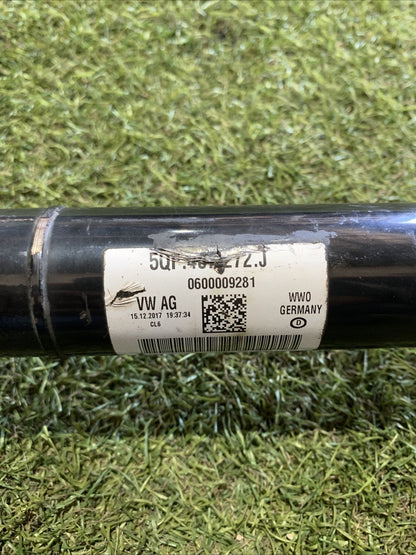 0600009281
VW AG
15.12.2017 19:37:34
CL6
WWO
GERMANY
D